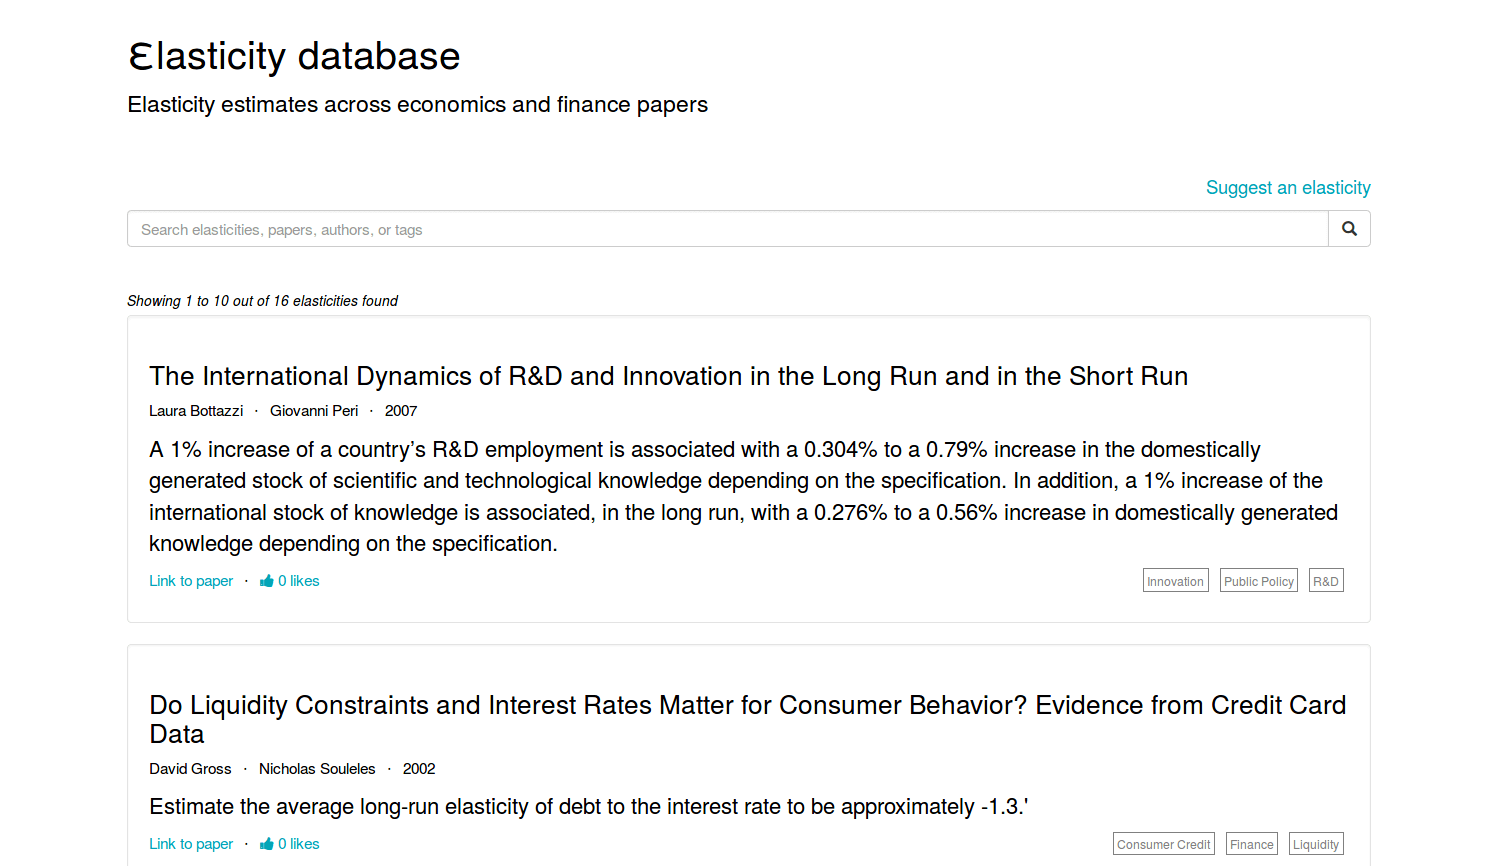 Ɛlasticity database
Elasticity estimates across economics and finance papers
Suggest an elasticity
Search elasticities, papers, authors, or tags
Showing 1 to 10 out of 16 elasticities found
The International Dynamics of R&D and Innovation in the Long Run and in the Short Run
Laura Bottazzi · Giovanni Peri · 2007
A 1% increase of a country’s R&D employment is associated with a 0.304% to a 0.79% increase in the domestically
generated stock of scientific and technological knowledge depending on the specification. In addition, a 1% increase of the
international stock of knowledge is associated, in the long run, with a 0.276% to a 0.56% increase in domestically generated
knowledge depending on the specification.
Link to paper · 0 likes Innovation Public Policy R&D
Do Liquidity Constraints and Interest Rates Matter for Consumer Behavior? Evidence from Credit Card
Data
David Gross · Nicholas Souleles · 2002
Estimate the average long-run elasticity of debt to the interest rate to be approximately -1.3.'
Link to paper · 0 likes Consumer Credit Finance Liquidity